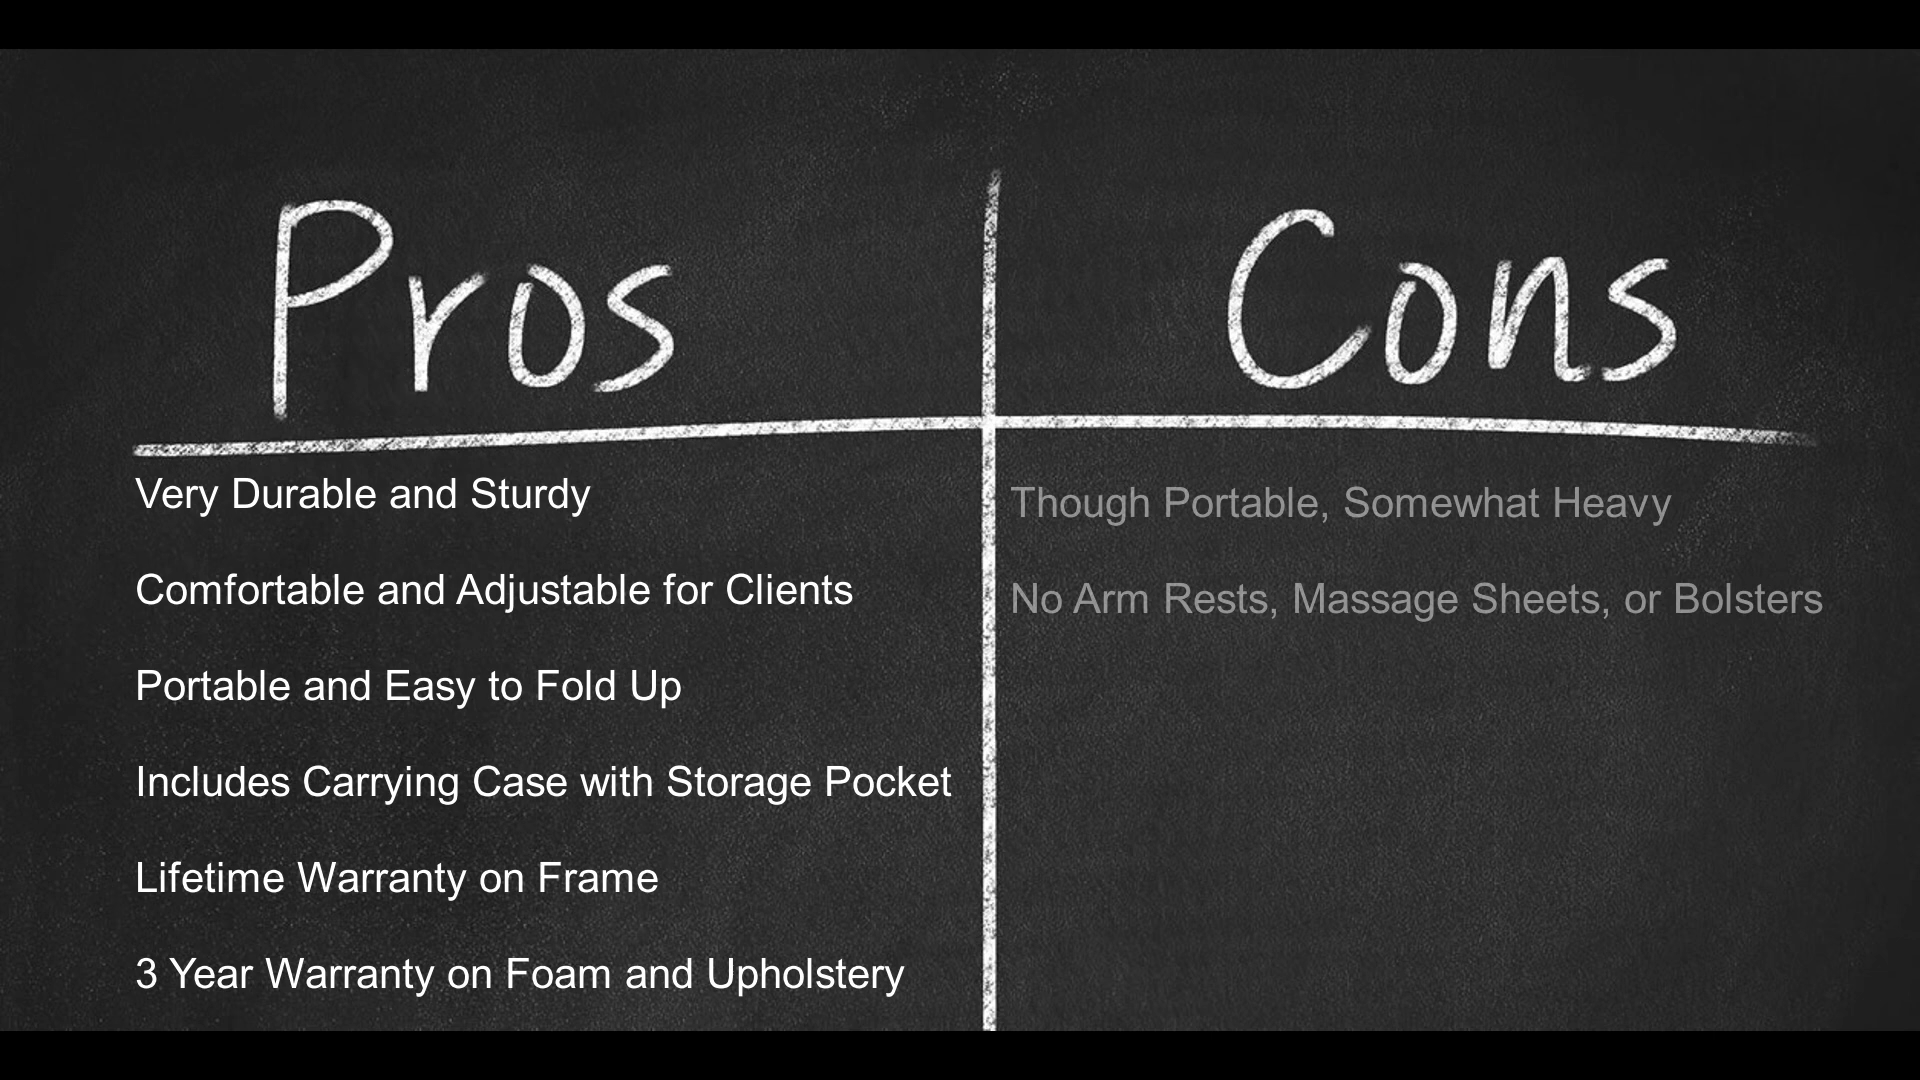 Pros
Cons
Very Durable and Sturdy
Comfortable and Adjustable for Clients
Portable and Easy to Fold Up
Includes Carrying Case with Storage Pocket
Lifetime Warranty on Frame
3 Year Warranty on Foam and Upholstery
Though Portable, Somewhat Heavy
No Arm Rests, Massage Sheets, or Bolsters